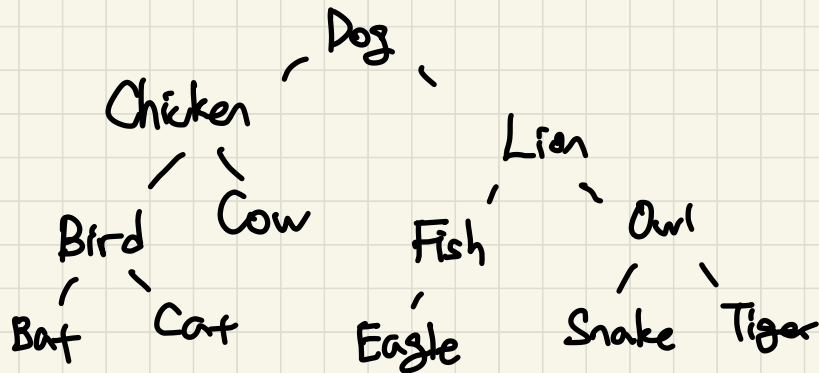 Dog
Chicken
Lion
Bird Cow Fish Owl
Bat Cat Eagle Snake Tiger